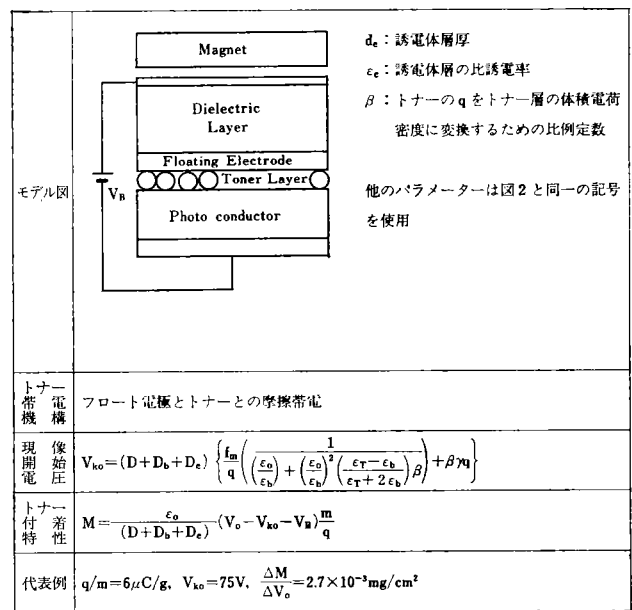 モデル図
Magnet
Dielectric
Layer
Floating Electrode
Toner Layer
Photo conductor
V_B
d_e：誘電体層厚
ε_e：誘電体層の比誘電率
β：トナーのqをトナー層の体積電荷
密度に変換するための比例定数
他のパラメーターは図2と同一の記号
を使用
トナー帯電機構
フロート電極とトナーとの摩擦帯電
現像開始電圧
V_ko=(D+D_b+D_e){f_m/q(1/((ε_o/ε_b)+(ε_o/ε_b)^2((ε_T−ε_b)/(ε_T+2ε_b))β))+βγq}
トナー付着特性
M=ε_o/(D+D_b+D_e)(V_o−V_ko−V_B)m/q
代表例
q/m=6μC/g, V_ko=75V, ΔM/ΔV_o=2.7×10^−3mg/cm^2